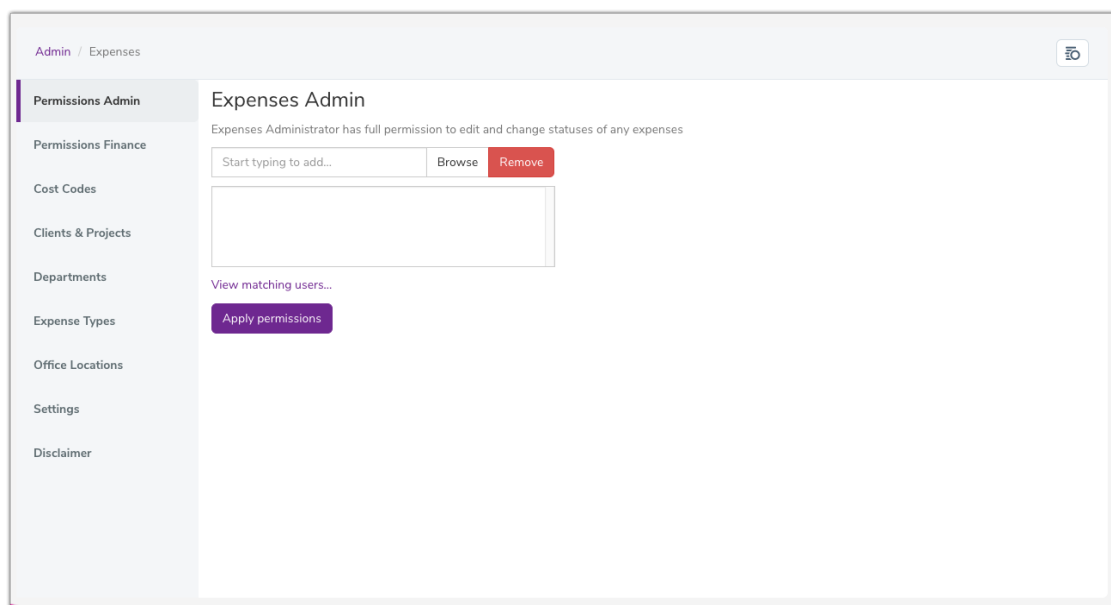 Admin / Expenses
Permissions Admin
Permissions Finance
Cost Codes
Clients & Projects
Departments
Expense Types
Office Locations
Settings
Disclaimer
Expenses Admin
Expenses Administrator has full permission to edit and change statuses of any expenses
Start typing to add... Browse Remove
View matching users...
Apply permissions